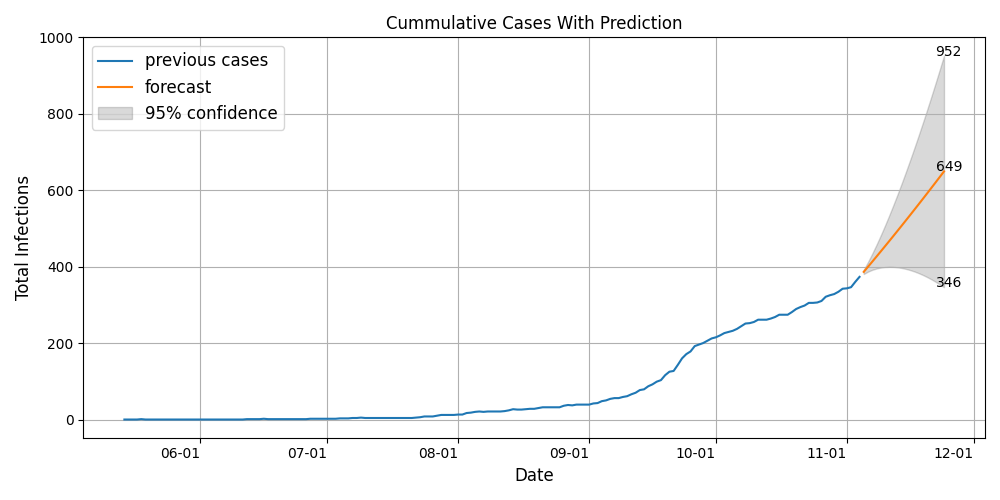 Cummulative Cases With Prediction
Total Infections
1000
800
600
400
200
0
previous cases
forecast
95% confidence
952
649
346
06-01 07-01 08-01 09-01 10-01 11-01 12-01
Date